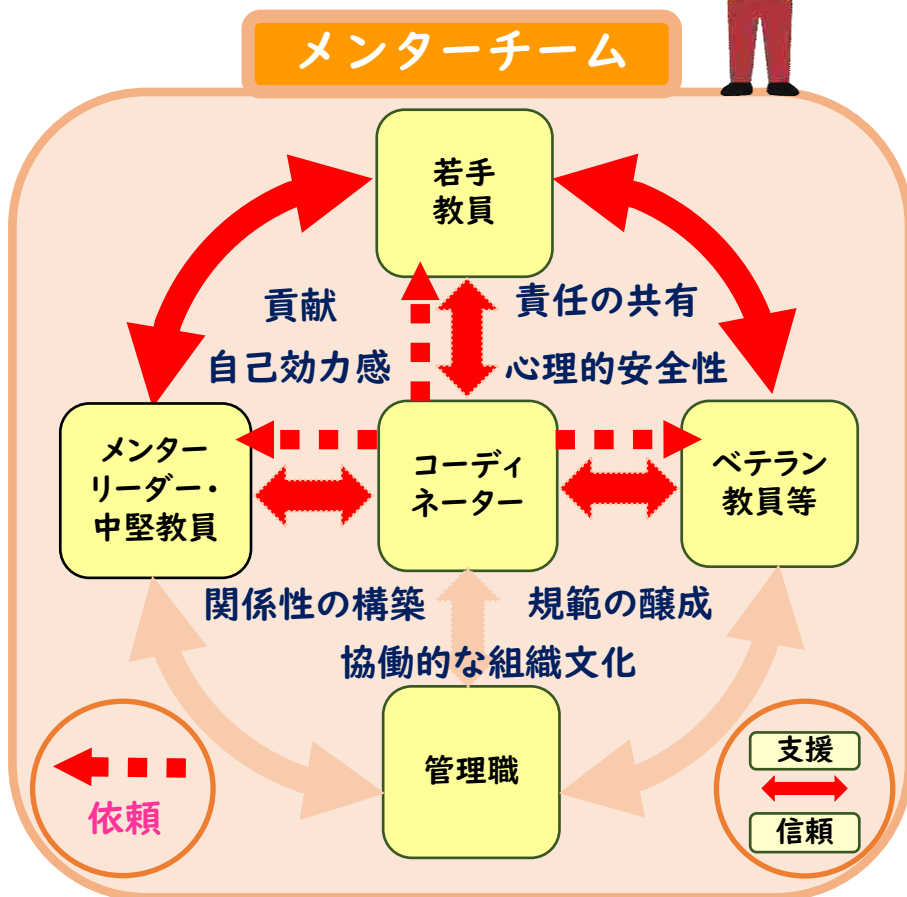 メンターチーム
若手
教員
貢献
責任の共有
自己効力感
心理的安全性
メンター
リーダー・
中堅教員
コーディ
ネーター
ベテラン
教員等
関係性の構築
規範の醸成
協働的な組織文化
管理職
依頼
支援
信頼